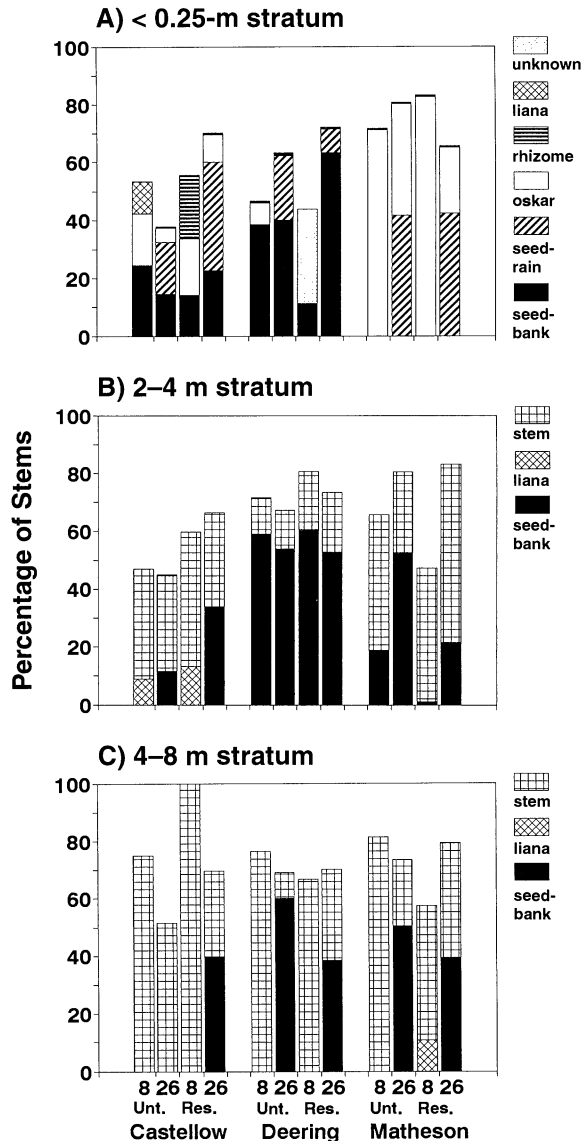 A) < 0.25-m stratum
100
80
60
40
20
0
unknown
liana
rhizome
oskar
seed-
rain
seed-
bank
B) 2–4 m stratum
100
80
60
40
20
0
stem
liana
seed-
bank
Percentage of Stems
C) 4–8 m stratum
100
80
60
40
20
0
stem
liana
seed-
bank
8 26 8 26 8 26 8 26 8 26 8 26
Unt. Res. Unt. Res. Unt. Res.
Castellow Deering Matheson